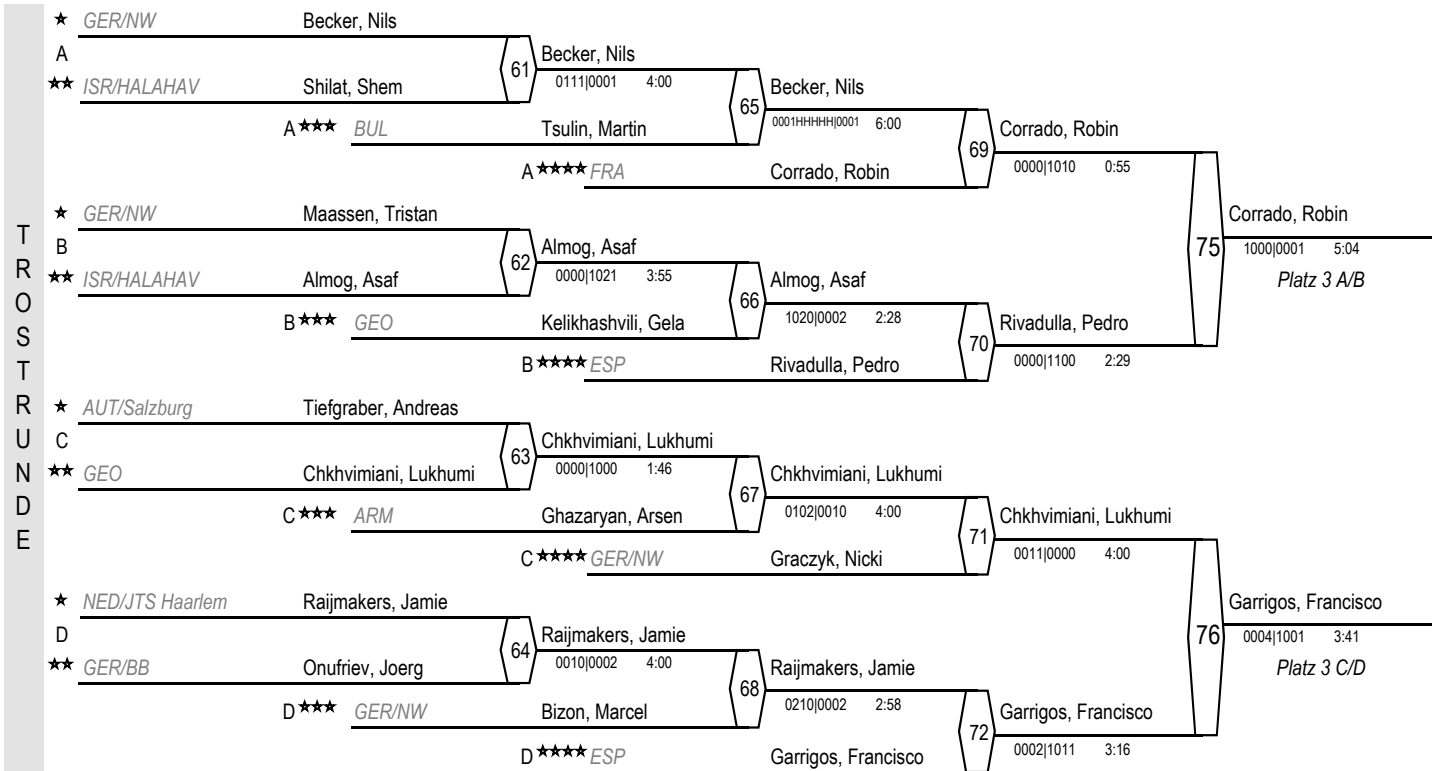 TROSTRUNDE
★ GER/NW Becker, Nils
A
★★ ISR/HALAHAV Shilat, Shem
61 Becker, Nils
0111|0001 4:00
A★★★ BUL Tsulin, Martin
65 Becker, Nils
0001HHHHH|0001 6:00
A★★★★ FRA Corrado, Robin
69 Corrado, Robin
0000|1010 0:55
★ GER/NW Maassen, Tristan
B
★★ ISR/HALAHAV Almog, Asaf
62 Almog, Asaf
0000|1021 3:55
B★★★ GEO Kelikhashvili, Gela
66 Almog, Asaf
1020|0002 2:28
B★★★★ ESP Rivadulla, Pedro
70 Rivadulla, Pedro
0000|1100 2:29
75 Corrado, Robin
1000|0001 5:04
Platz 3 A/B
★ AUT/Salzburg Tiefgraber, Andreas
C
★★ GEO Chkhvimiani, Lukhumi
63 Chkhvimiani, Lukhumi
0000|1000 1:46
C★★★ ARM Ghazaryan, Arsen
67 Chkhvimiani, Lukhumi
0102|0010 4:00
C★★★★ GER/NW Graczyk, Nicki
71 Chkhvimiani, Lukhumi
0011|0000 4:00
★ NED/JTS Haarlem Raijmakers, Jamie
D
★★ GER/BB Onufriev, Joerg
64 Raijmakers, Jamie
0010|0002 4:00
D★★★ GER/NW Bizon, Marcel
68 Raijmakers, Jamie
0210|0002 2:58
D★★★★ ESP Garrigos, Francisco
72 Garrigos, Francisco
0002|1011 3:16
76 Garrigos, Francisco
0004|1001 3:41
Platz 3 C/D